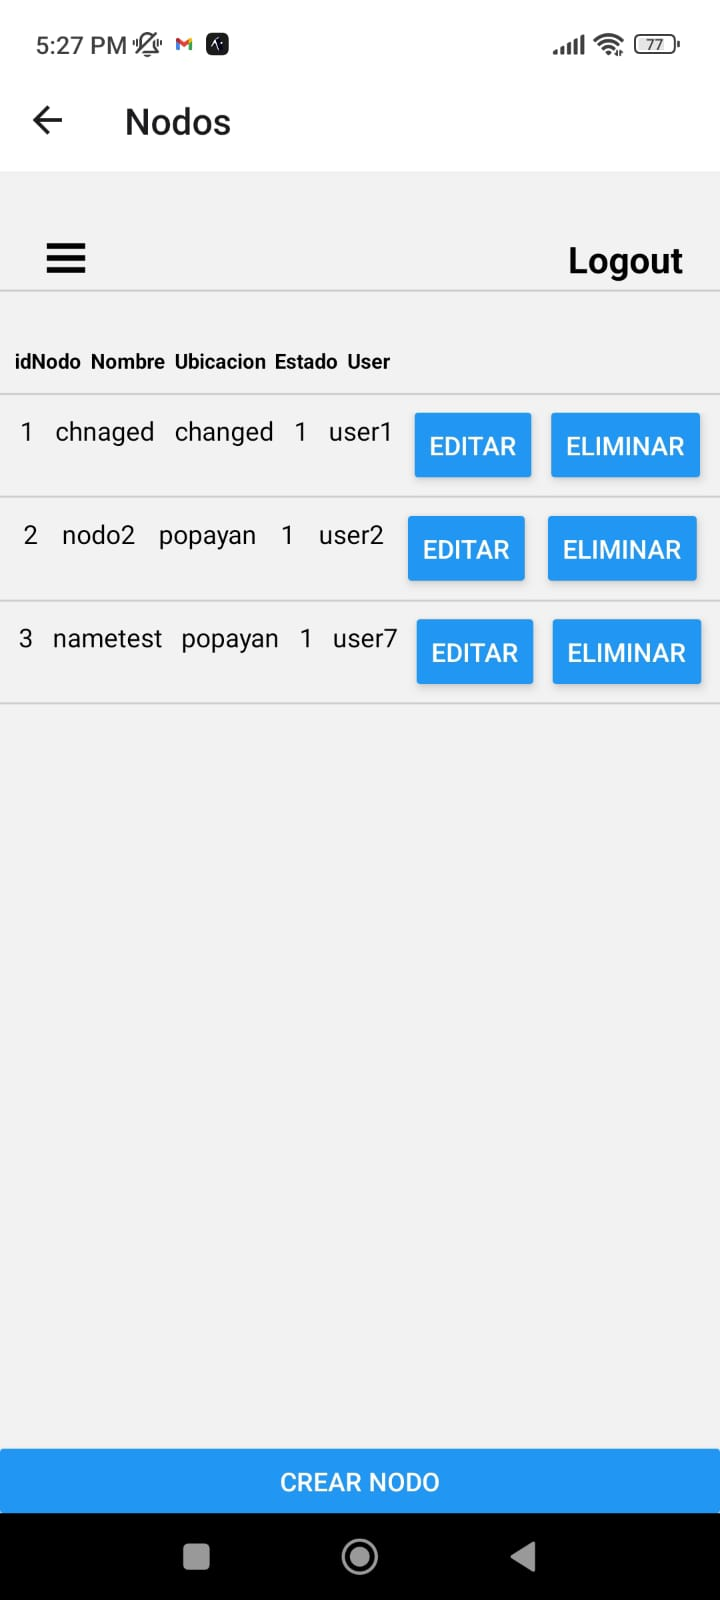 5:27 PM 77
Nodos
Logout
idNodo Nombre Ubicacion Estado User
1 chnaged changed 1 user1 EDITAR ELIMINAR
2 nodo2 popayan 1 user2 EDITAR ELIMINAR
3 nametest popayan 1 user7 EDITAR ELIMINAR
CREAR NODO